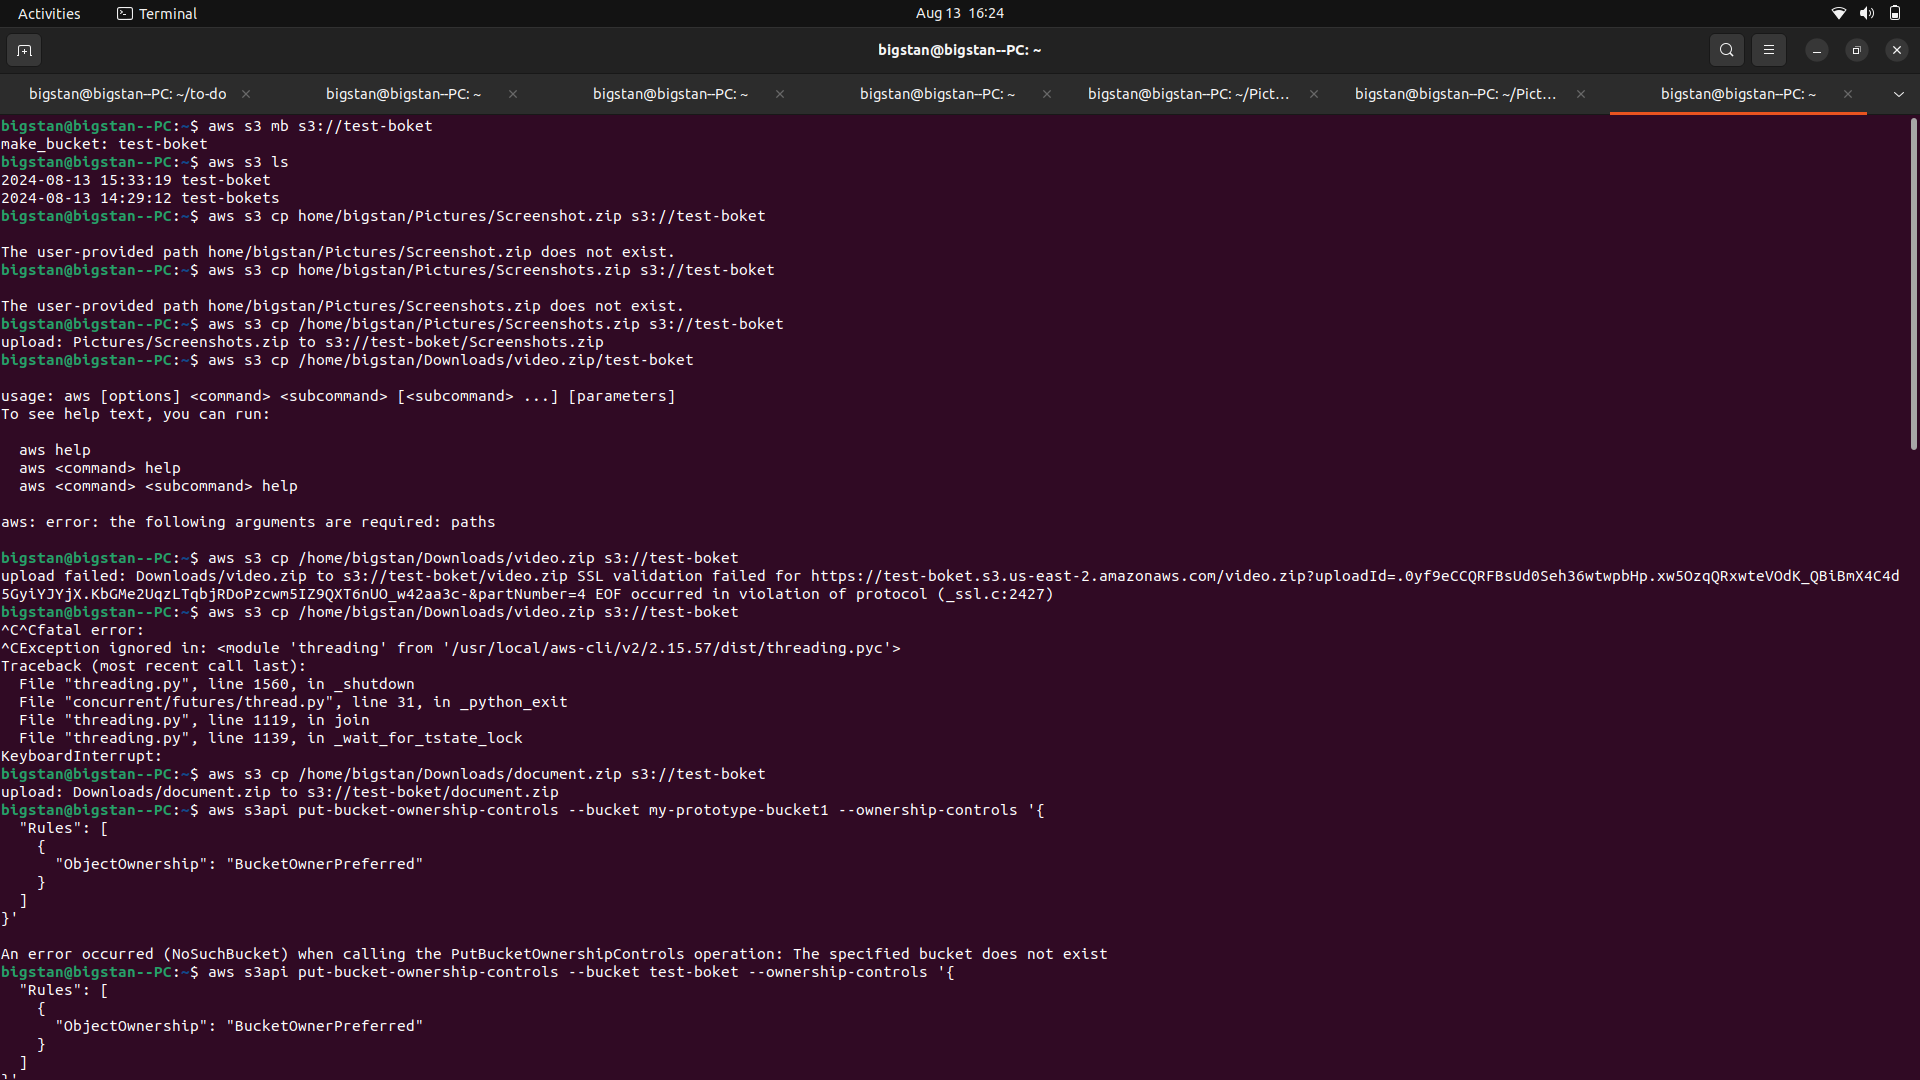 Activities
Terminal
Aug 13 16:24
bigstan@bigstan--PC: ~
bigstan@bigstan--PC: ~/to-do
bigstan@bigstan--PC: ~
bigstan@bigstan--PC: ~
bigstan@bigstan--PC: ~
bigstan@bigstan--PC: ~/Pict...
bigstan@bigstan--PC: ~/Pict...
bigstan@bigstan--PC: ~
bigstan@bigstan--PC:~$ aws s3 mb s3://test-boket
make_bucket: test-boket
bigstan@bigstan--PC:~$ aws s3 ls
2024-08-13 15:33:19 test-boket
2024-08-13 14:29:12 test-bokets
bigstan@bigstan--PC:~$ aws s3 cp home/bigstan/Pictures/Screenshot.zip s3://test-boket

The user-provided path home/bigstan/Pictures/Screenshot.zip does not exist.
bigstan@bigstan--PC:~$ aws s3 cp home/bigstan/Pictures/Screenshots.zip s3://test-boket

The user-provided path home/bigstan/Pictures/Screenshots.zip does not exist.
bigstan@bigstan--PC:~$ aws s3 cp /home/bigstan/Pictures/Screenshots.zip s3://test-boket
upload: Pictures/Screenshots.zip to s3://test-boket/Screenshots.zip
bigstan@bigstan--PC:~$ aws s3 cp /home/bigstan/Downloads/video.zip/test-boket

usage: aws [options] <command> <subcommand> [<subcommand> ...] [parameters]
To see help text, you can run:

  aws help
  aws <command> help
  aws <command> <subcommand> help

aws: error: the following arguments are required: paths

bigstan@bigstan--PC:~$ aws s3 cp /home/bigstan/Downloads/video.zip s3://test-boket
upload failed: Downloads/video.zip to s3://test-boket/video.zip SSL validation failed for https://test-boket.s3.us-east-2.amazonaws.com/video.zip?uploadId=.0yf9eCCQRFBsUd0Seh36wtwpbHp.xw5OzqQRxwteVOdK_QBiBmX4C4d
5GyiYJYjX.KbGMe2UqzLTqbjRDoPzcwm5IZ9QXT6nUO_w42aa3c-&partNumber=4 EOF occurred in violation of protocol (_ssl.c:2427)
bigstan@bigstan--PC:~$ aws s3 cp /home/bigstan/Downloads/video.zip s3://test-boket
^C^Cfatal error:
^CException ignored in: <module 'threading' from '/usr/local/aws-cli/v2/2.15.57/dist/threading.pyc'>
Traceback (most recent call last):
  File "threading.py", line 1560, in _shutdown
  File "concurrent/futures/thread.py", line 31, in _python_exit
  File "threading.py", line 1119, in join
  File "threading.py", line 1139, in _wait_for_tstate_lock
KeyboardInterrupt:
bigstan@bigstan--PC:~$ aws s3 cp /home/bigstan/Downloads/document.zip s3://test-boket
upload: Downloads/document.zip to s3://test-boket/document.zip
bigstan@bigstan--PC:~$ aws s3api put-bucket-ownership-controls --bucket my-prototype-bucket1 --ownership-controls '{
  "Rules": [
    {
      "ObjectOwnership": "BucketOwnerPreferred"
    }
  ]
}'

An error occurred (NoSuchBucket) when calling the PutBucketOwnershipControls operation: The specified bucket does not exist
bigstan@bigstan--PC:~$ aws s3api put-bucket-ownership-controls --bucket test-boket --ownership-controls '{
  "Rules": [
    {
      "ObjectOwnership": "BucketOwnerPreferred"
    }
  ]
}'